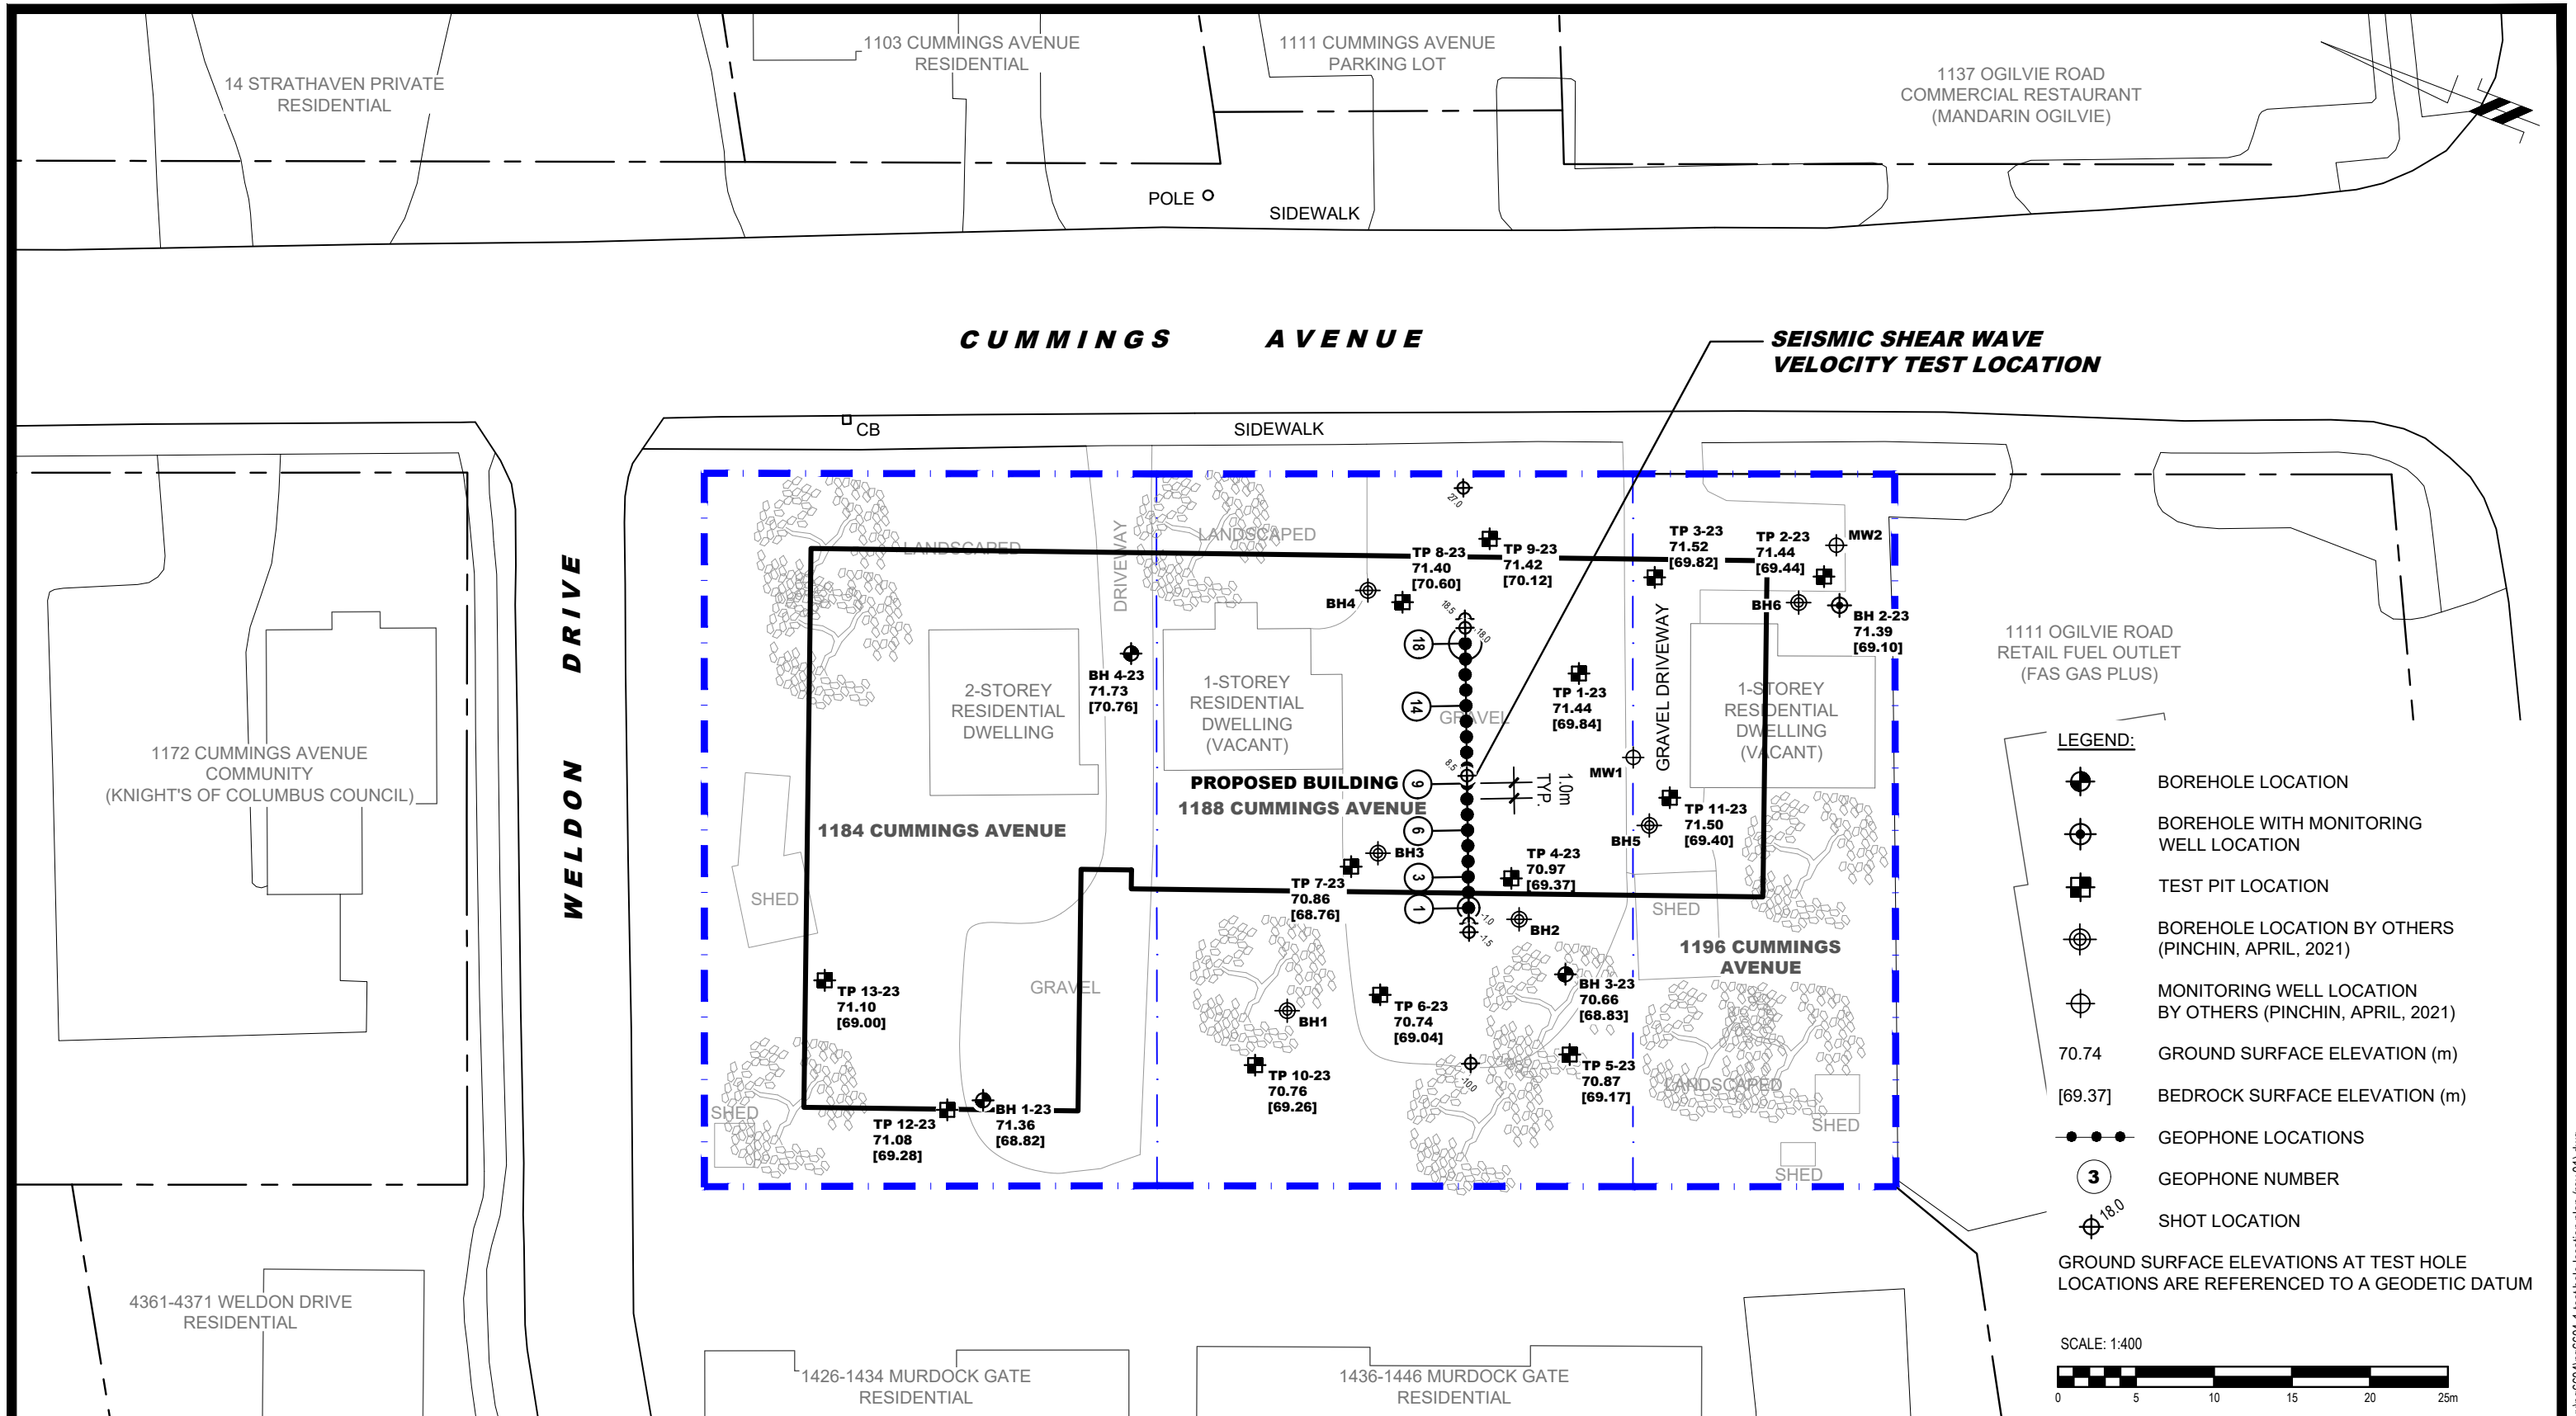 14 STRATHAVEN PRIVATE
RESIDENTIAL
1103 CUMMINGS AVENUE
RESIDENTIAL
1111 CUMMINGS AVENUE
PARKING LOT
1137 OGILVIE ROAD
COMMERCIAL RESTAURANT
(MANDARIN OGILVIE)
POLE
SIDEWALK
CUMMINGS AVENUE
SEISMIC SHEAR WAVE
VELOCITY TEST LOCATION
CB
SIDEWALK
WELDON DRIVE
27.0
LANDSCAPED
DRIVEWAY
LANDSCAPED
TP 8-23
71.40
[70.60]
TP 9-23
71.42
[70.12]
TP 3-23
71.52
[69.82]
TP 2-23
71.44
[69.44]
MW2
BH4
BH6
BH 2-23
71.39
[69.10]
18.5
18.0
18
BH 4-23
71.73
[70.76]
2-STOREY
RESIDENTIAL
DWELLING
1-STOREY
RESIDENTIAL
DWELLING
(VACANT)
14
GRAVEL
TP 1-23
71.44
[69.84]
GRAVEL DRIVEWAY
1-STOREY
RESIDENTIAL
DWELLING
(VACANT)
1111 OGILVIE ROAD
RETAIL FUEL OUTLET
(FAS GAS PLUS)
1172 CUMMINGS AVENUE
COMMUNITY
(KNIGHT'S OF COLUMBUS COUNCIL)
8.5
MW1
PROPOSED BUILDING
9
1.0m
TYP.
1188 CUMMINGS AVENUE
1184 CUMMINGS AVENUE
6
TP 11-23
71.50
[69.40]
BH5
BH3
TP 7-23
70.86
[68.76]
3
TP 4-23
70.97
[69.37]
SHED
1
-1.0
-1.5
BH2
SHED
1196 CUMMINGS
AVENUE
GRAVEL
TP 13-23
71.10
[69.00]
BH1
TP 6-23
70.74
[69.04]
BH 3-23
70.66
[68.83]
TP 10-23
70.76
[69.26]
-10.0
TP 5-23
70.87
[69.17]
LANDSCAPED
SHED
SHED
SHED
TP 12-23
71.08
[69.28]
BH 1-23
71.36
[68.82]
LEGEND:
BOREHOLE LOCATION
BOREHOLE WITH MONITORING
WELL LOCATION
TEST PIT LOCATION
BOREHOLE LOCATION BY OTHERS
(PINCHIN, APRIL, 2021)
MONITORING WELL LOCATION
BY OTHERS (PINCHIN, APRIL, 2021)
70.74 GROUND SURFACE ELEVATION (m)
[69.37] BEDROCK SURFACE ELEVATION (m)
GEOPHONE LOCATIONS
3 GEOPHONE NUMBER
18.0 SHOT LOCATION
GROUND SURFACE ELEVATIONS AT TEST HOLE
LOCATIONS ARE REFERENCED TO A GEODETIC DATUM
SCALE: 1:400
0 5 10 15 20 25m
4361-4371 WELDON DRIVE
RESIDENTIAL
1426-1434 MURDOCK GATE
RESIDENTIAL
1436-1446 MURDOCK GATE
RESIDENTIAL